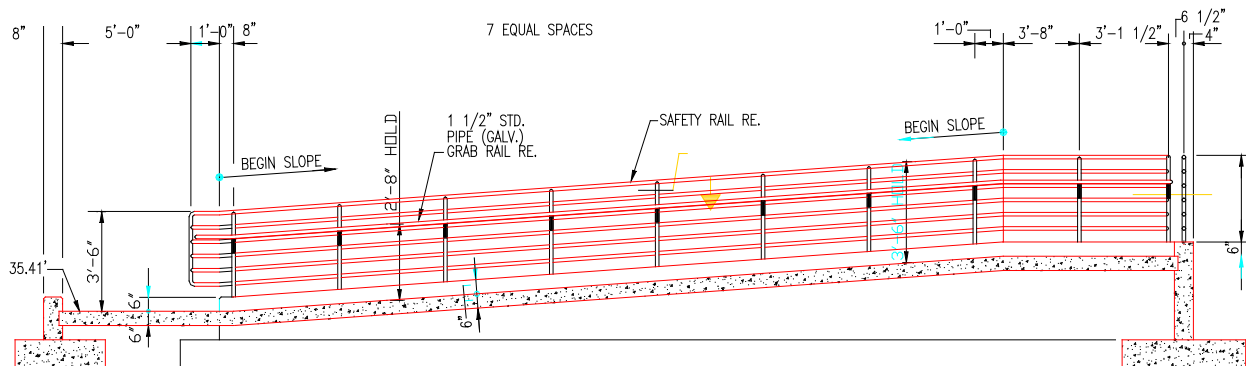 8" 5'-0" 1'-0" 8" 7 EQUAL SPACES 1'-0" 3'-8" 3'-1 1/2" 6 1/2" 4"
1 1/2" STD.
PIPE (GALV.)
GRAB RAIL RE.
SAFETY RAIL RE.
BEGIN SLOPE
BEGIN SLOPE
2'-8" HOLD
3'-6" HOLD
3'-6"
35.41'
6"
6"
6"
6"